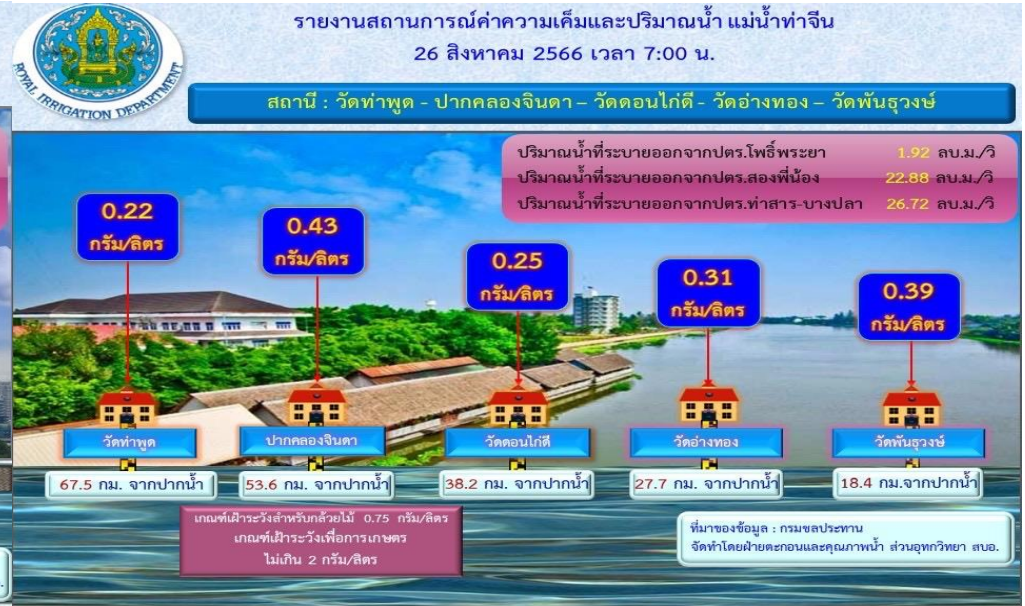 รายงานสถานการณ์ค่าความเค็มและปริมาณน้ำ แม่น้ำท่าจีน
26 สิงหาคม 2566 เวลา 7:00 น.
ROYAL IRRIGATION DEPARTMENT
สถานี : วัดท่าพูด - ปากคลองจินดา – วัดดอนไก่ดี - วัดอ่างทอง – วัดพันธุวงษ์
ปริมาณน้ำที่ระบายออกจากปตร.โพธิ์พระยา 1.92 ลบ.ม./วิ
ปริมาณน้ำที่ระบายออกจากปตร.สองพี่น้อง 22.88 ลบ.ม./วิ
ปริมาณน้ำที่ระบายออกจากปตร.ท่าสาร-บางปลา 26.72 ลบ.ม./วิ
0.22
กรัม/ลิตร
0.43
กรัม/ลิตร
0.25
กรัม/ลิตร
0.31
กรัม/ลิตร
0.39
กรัม/ลิตร
วัดท่าพูด
ปากคลองจินดา
วัดดอนไก่ดี
วัดอ่างทอง
วัดพันธุวงษ์
67.5 กม. จากปากน้ำ
53.6 กม. จากปากน้ำ
38.2 กม. จากปากน้ำ
27.7 กม. จากปากน้ำ
18.4 กม.จากปากน้ำ
เกณฑ์เฝ้าระวังสำหรับกล้วยไม้ 0.75 กรัม/ลิตร
เกณฑ์เฝ้าระวังเพื่อการเกษตร
ไม่เกิน 2 กรัม/ลิตร
ที่มาของข้อมูล : กรมชลประทาน
จัดทำโดยฝ่ายตะกอนและคุณภาพน้ำ ส่วนอุทกวิทยา สบอ.